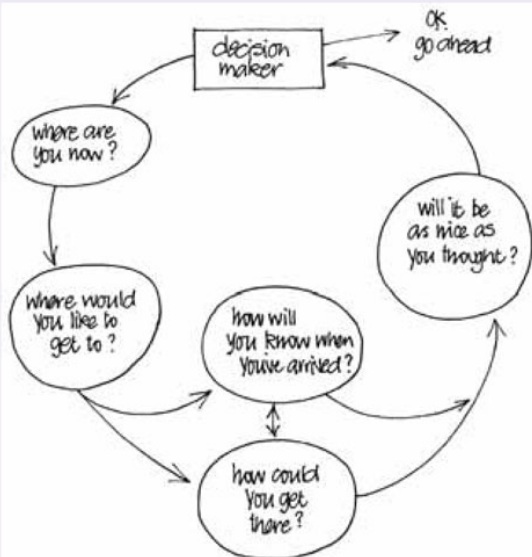 decision
maker
OK
go ahead
where are
you now?
where would
you like to
get to?
how will
you know when
you've arrived?
how could
you get
there?
will it be
as nice as
you thought?